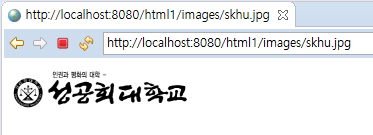 http://localhost:8080/html1/images/skhu.jpg
http://localhost:8080/html1/images/skhu.jpg
인권과 평화의 대학 -
성공회대학교